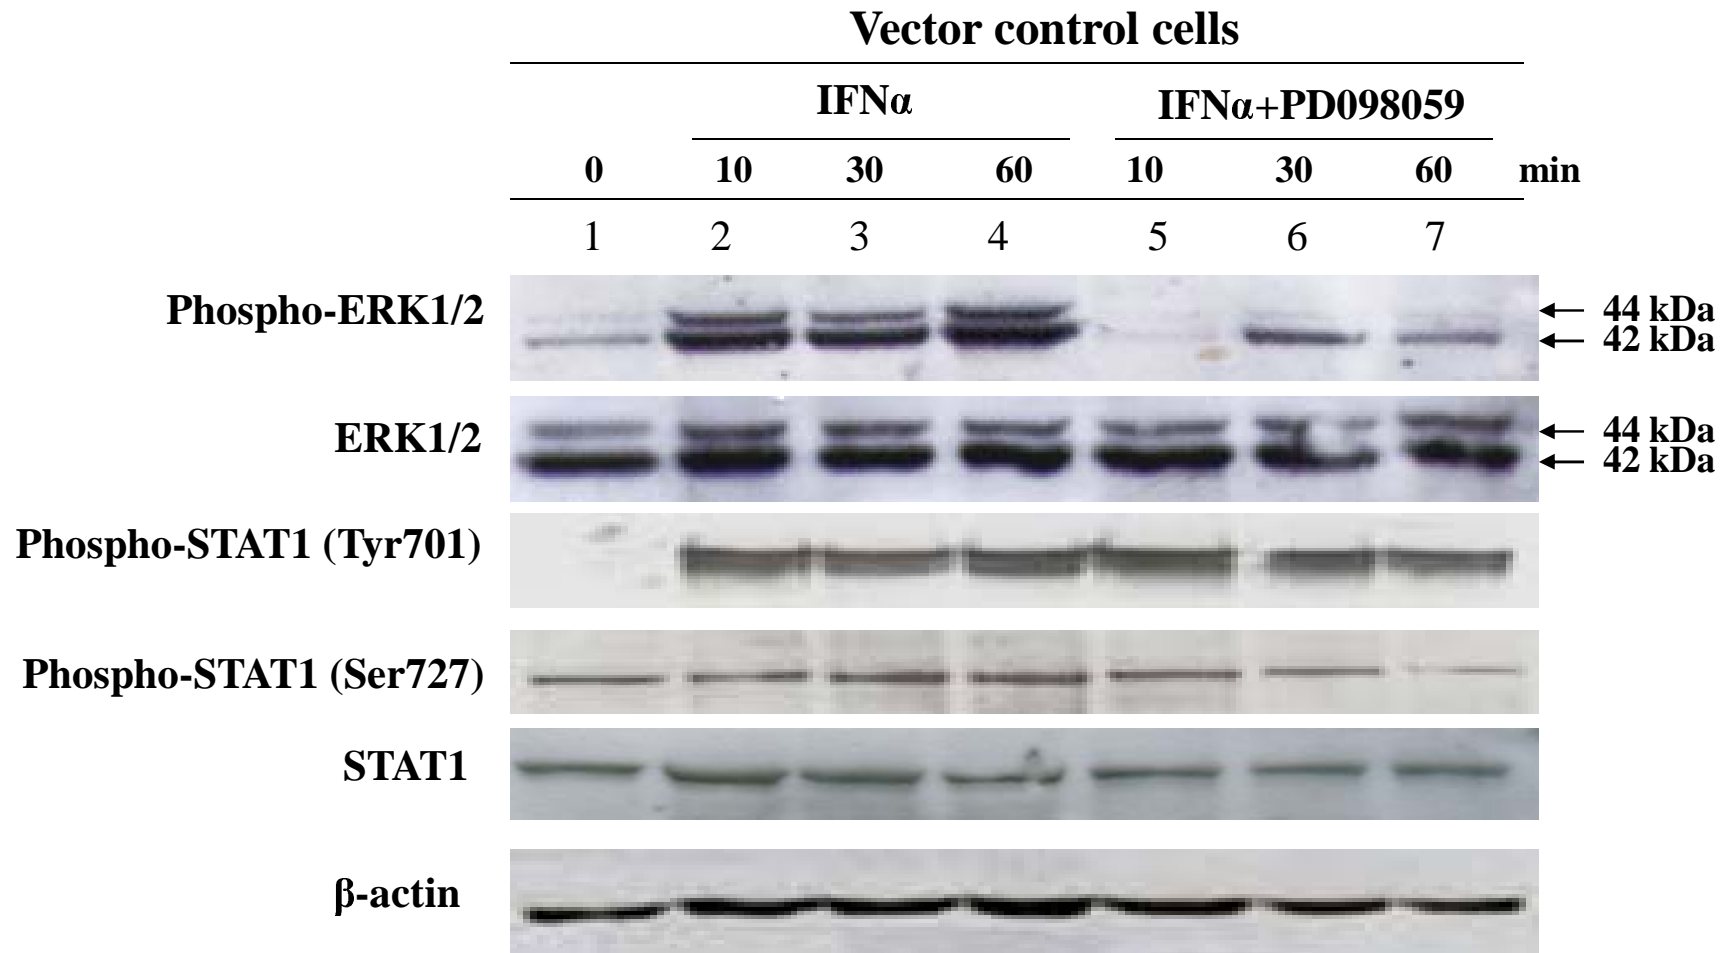 Vector control cells
IFNα IFNα+PD098059
0 10 30 60 10 30 60 min
1 2 3 4 5 6 7
Phospho-ERK1/2 44 kDa
42 kDa
ERK1/2 44 kDa
42 kDa
Phospho-STAT1 (Tyr701)
Phospho-STAT1 (Ser727)
STAT1
β-actin